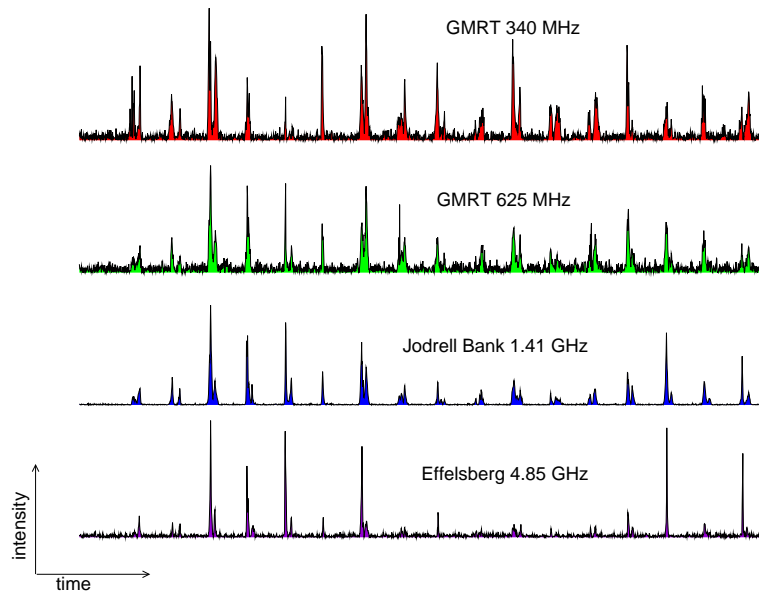 GMRT 340 MHz
GMRT 625 MHz
Jodrell Bank 1.41 GHz
Effelsberg 4.85 GHz
intensity
time